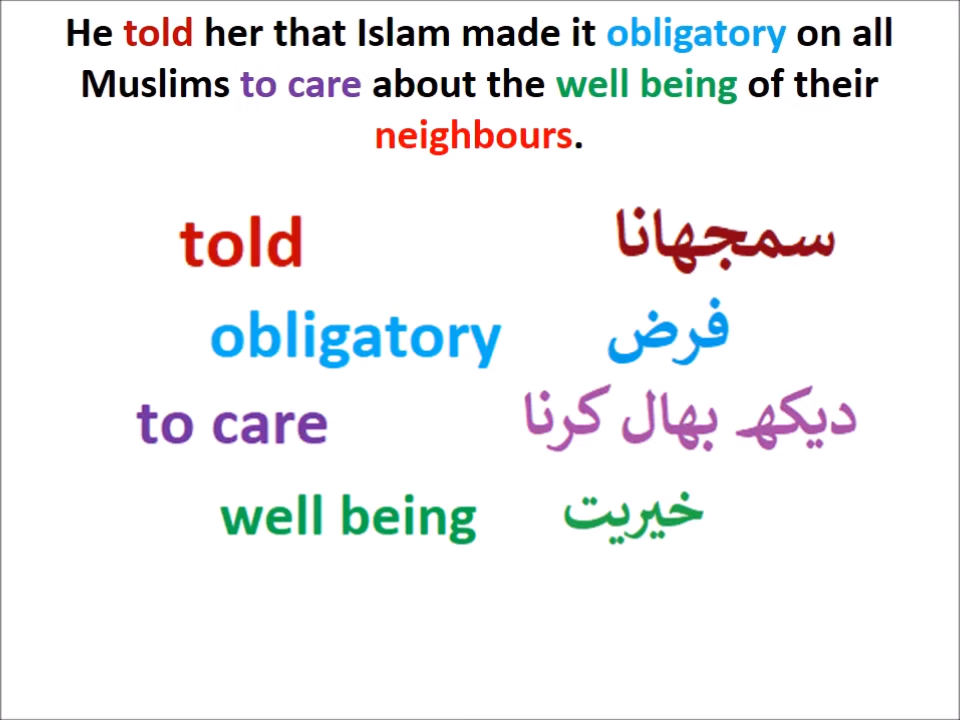 He told her that Islam made it obligatory on all
Muslims to care about the well being of their
neighbours.
told سمجھانا
obligatory فرض
to care دیکھ بھال کرنا
well being خیریت